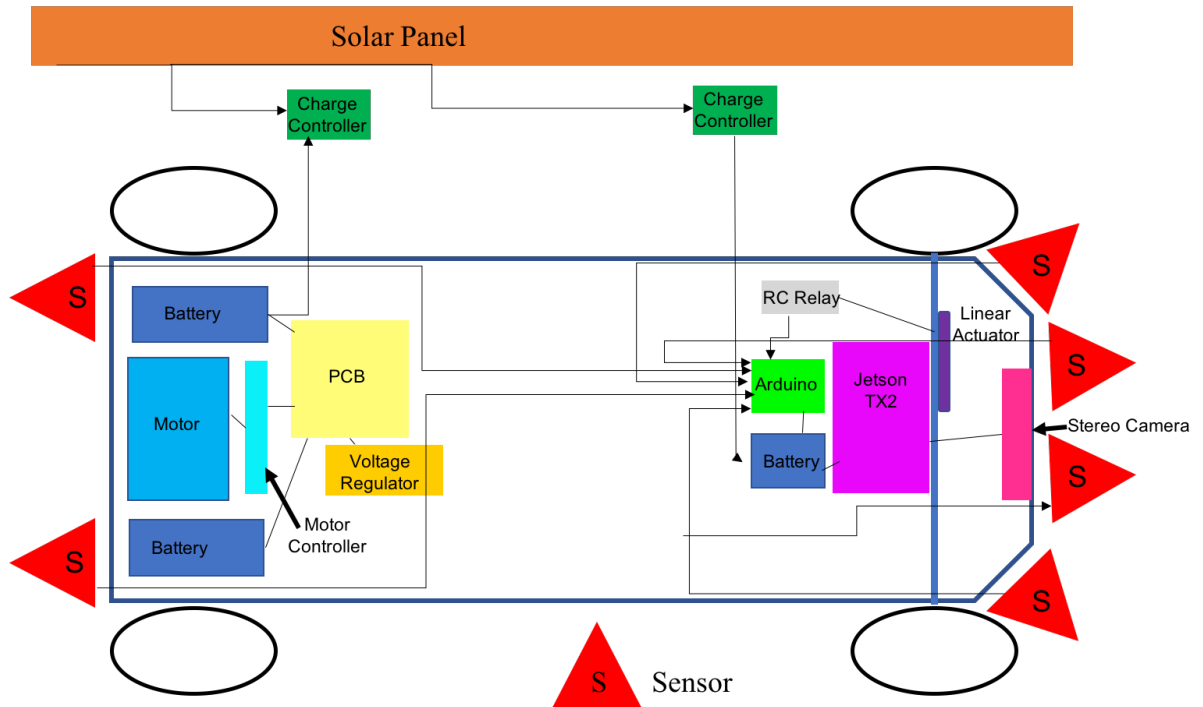 Solar Panel
Charge
Controller
Charge
Controller
S
S
Battery
RC Relay
Linear
Actuator
PCB
Arduino
Jetson
TX2
S
Motor
Stereo Camera
Voltage
Regulator
Battery
S
Motor
Controller
Battery
S
S
S
Sensor